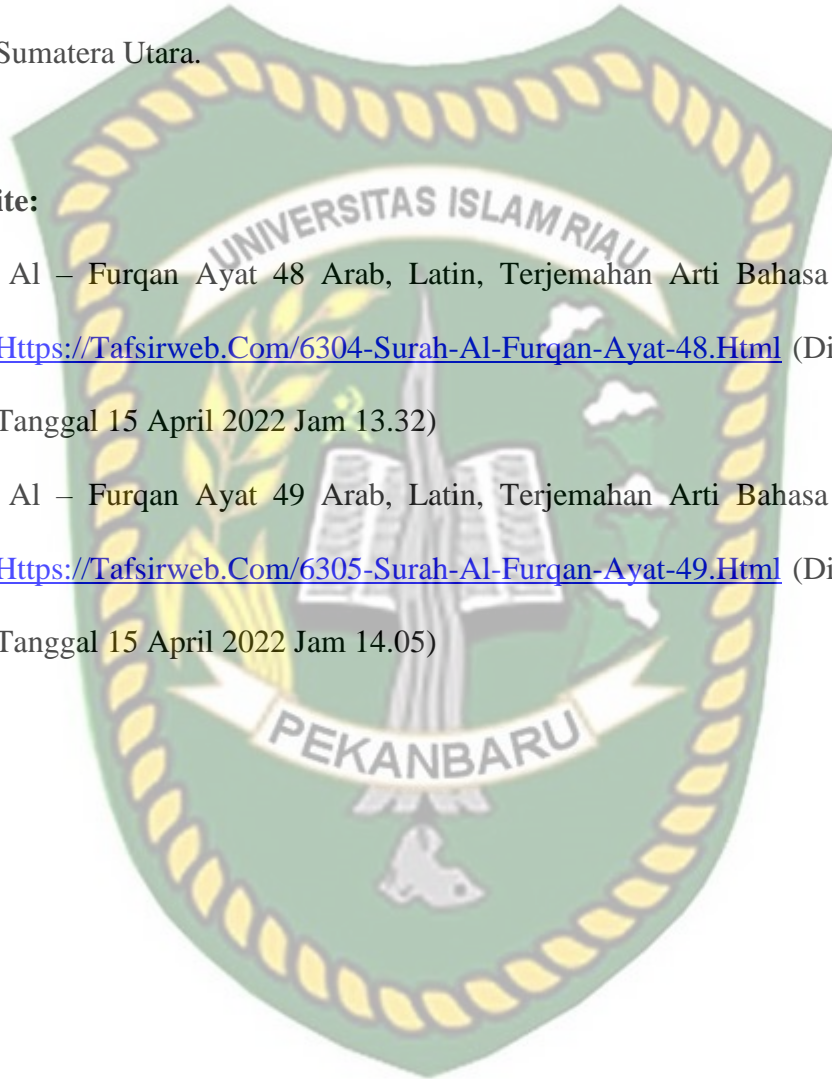 Sumatera Utara.
ite:
UNIVERSITAS ISLAM RIAU
Al – Furqan Ayat 48 Arab, Latin, Terjemahan Arti Bahasa
Https://Tafsirweb.Com/6304-Surah-Al-Furqan-Ayat-48.Html (Di
Tanggal 15 April 2022 Jam 13.32)
Al – Furqan Ayat 49 Arab, Latin, Terjemahan Arti Bahasa
Https://Tafsirweb.Com/6305-Surah-Al-Furqan-Ayat-49.Html (Di
Tanggal 15 April 2022 Jam 14.05)
PEKANBARU